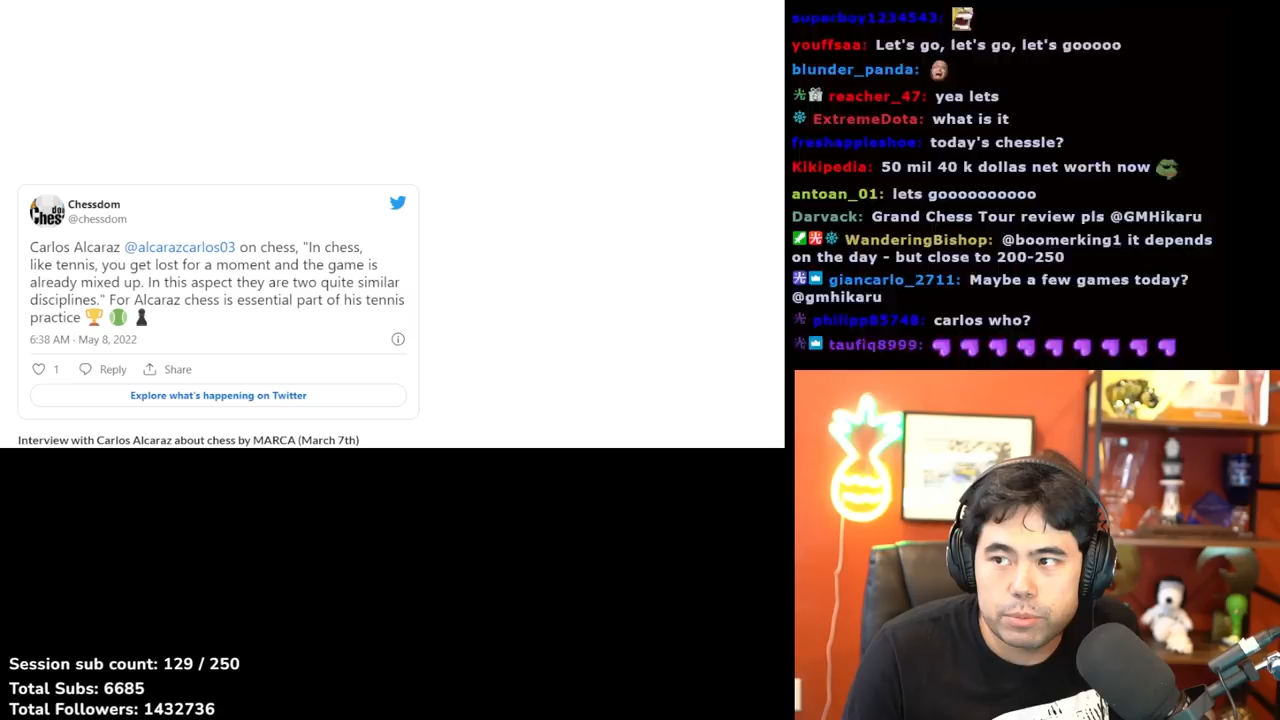 Chessdom
@chessdom
Carlos Alcaraz @alcarazcarlos03 on chess, "In chess,
like tennis, you get lost for a moment and the game is
already mixed up. In this aspect they are two quite similar
disciplines." For Alcaraz chess is essential part of his tennis
practice 🏆 🎾 ♟
6:38 AM · May 8, 2022
1 Reply Share
Explore what's happening on Twitter
Interview with Carlos Alcaraz about chess by MARCA (March 7th)
Session sub count: 129 / 250
Total Subs: 6685
Total Followers: 1432736
superboy1234543:
youffsaa: Let's go, let's go, let's gooooo
blunder_panda:
reacher_47: yea lets
ExtremeDota: what is it
freshappleshoe: today's chessle?
Kikipedia: 50 mil 40 k dollas net worth now
antoan_01: lets goooooooooo
Darvack: Grand Chess Tour review pls @GMHikaru
WanderingBishop: @boomerking1 it depends
on the day - but close to 200-250
giancarlo_2711: Maybe a few games today?
@gmhikaru
philipp85748: carlos who?
taufiq8999: